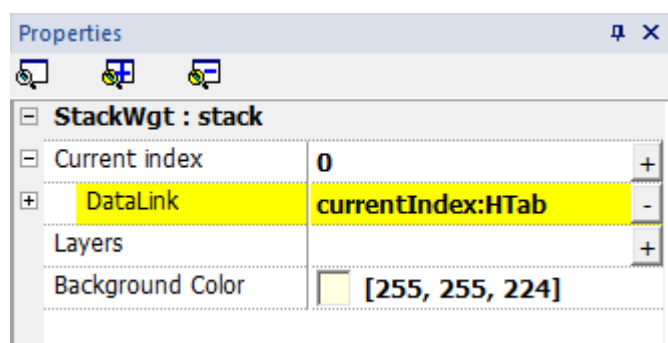 Properties
StackWgt : stack
Current index 0 +
DataLink currentIndex:HTab -
Layers +
Background Color [255, 255, 224]